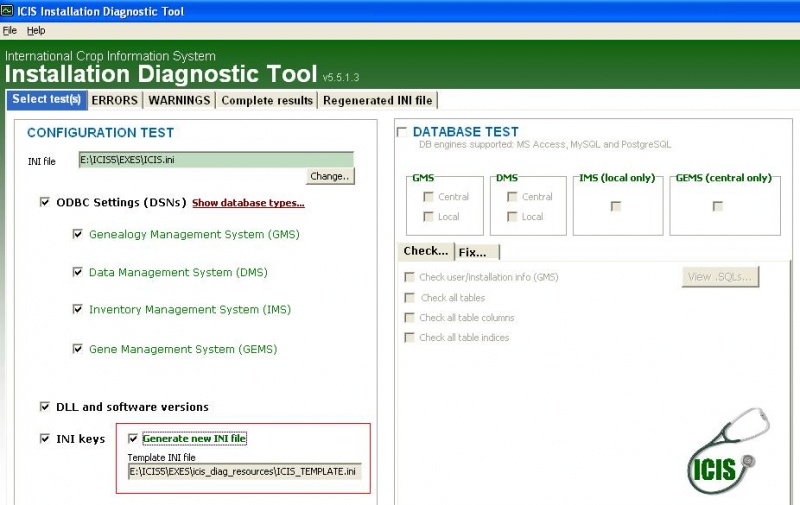 ICIS Installation Diagnostic Tool
File Help
International Crop Information System
Installation Diagnostic Tool v5.5.1.3
Select test(s) ERRORS WARNINGS Complete results Regenerated INI file
CONFIGURATION TEST
INI file E:\ICIS5\EXES\ICIS.ini
Change..
ODBC Settings (DSNs) Show database types...
Genealogy Management System (GMS)
Data Management System (DMS)
Inventory Management System (IMS)
Gene Management System (GEMS)
DLL and software versions
INI keys Generate new INI file
Template INI file
E:\ICIS5\EXES\icis_diag_resources\ICIS_TEMPLATE.ini
DATABASE TEST
DB engines supported: MS Access, MySQL and PostgreSQL
GMS DMS IMS (local only) GEMS (central only)
Central Central
Local Local
Check... Fix...
Check user/installation info (GMS) View .SQLs...
Check all tables
Check all table columns
Check all table indices
ICIS